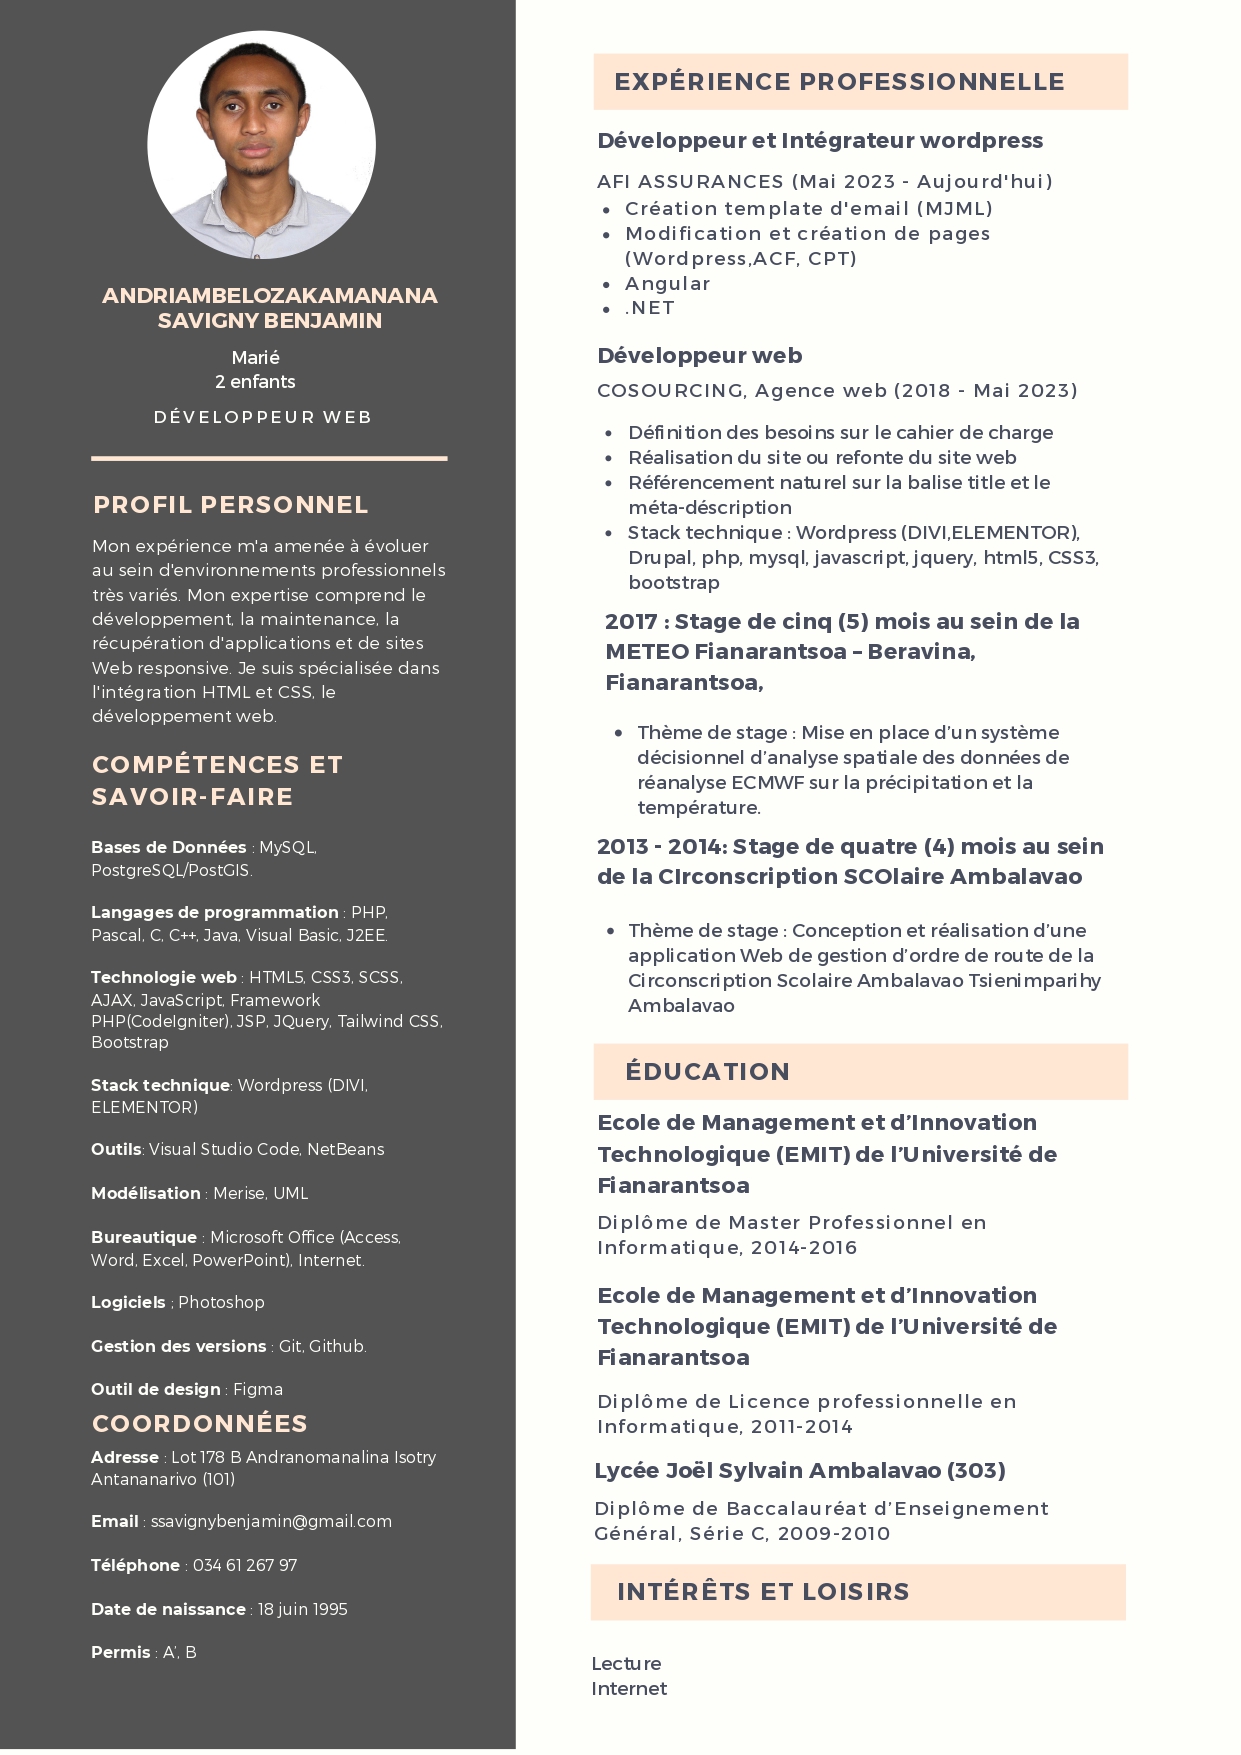 ANDRIAMBELOZAKAMANANA
SAVIGNY BENJAMIN
Marié
2 enfants
DÉVELOPPEUR WEB
PROFIL PERSONNEL
Mon expérience m'a amenée à évoluer
au sein d'environnements professionnels
très variés. Mon expertise comprend le
développement, la maintenance, la
récupération d'applications et de sites
Web responsive. Je suis spécialisée dans
l'intégration HTML et CSS, le
développement web.
COMPÉTENCES ET
SAVOIR-FAIRE
Bases de Données : MySQL,
PostgreSQL/PostGIS.
Langages de programmation : PHP,
Pascal, C, C++, Java, Visual Basic, J2EE.
Technologie web : HTML5, CSS3, SCSS,
AJAX, JavaScript, Framework
PHP(CodeIgniter), JSP, JQuery, Tailwind CSS,
Bootstrap
Stack technique: Wordpress (DIVI,
ELEMENTOR)
Outils: Visual Studio Code, NetBeans
Modélisation : Merise, UML
Bureautique : Microsoft Office (Access,
Word, Excel, PowerPoint), Internet.
Logiciels ; Photoshop
Gestion des versions : Git, Github.
Outil de design : Figma
COORDONNÉES
Adresse : Lot 178 B Andranomanalina Isotry
Antananarivo (101)
Email : ssavignybenjamin@gmail.com
Téléphone : 034 61 267 97
Date de naissance : 18 juin 1995
Permis : A’, B
EXPÉRIENCE PROFESSIONNELLE
Développeur et Intégrateur wordpress
AFI ASSURANCES (Mai 2023 - Aujourd'hui)
• Création template d'email (MJML)
• Modification et création de pages
(Wordpress,ACF, CPT)
• Angular
• .NET
Développeur web
COSOURCING, Agence web (2018 - Mai 2023)
• Définition des besoins sur le cahier de charge
• Réalisation du site ou refonte du site web
• Référencement naturel sur la balise title et le
méta-déscription
• Stack technique : Wordpress (DIVI,ELEMENTOR),
Drupal, php, mysql, javascript, jquery, html5, CSS3,
bootstrap
2017 : Stage de cinq (5) mois au sein de la
METEO Fianarantsoa – Beravina,
Fianarantsoa,
• Thème de stage : Mise en place d’un système
décisionnel d’analyse spatiale des données de
réanalyse ECMWF sur la précipitation et la
température.
2013 - 2014: Stage de quatre (4) mois au sein
de la CIrconscription SCOlaire Ambalavao
• Thème de stage : Conception et réalisation d’une
application Web de gestion d’ordre de route de la
Circonscription Scolaire Ambalavao Tsienimparihy
Ambalavao
ÉDUCATION
Ecole de Management et d’Innovation
Technologique (EMIT) de l’Université de
Fianarantsoa
Diplôme de Master Professionnel en
Informatique, 2014-2016
Ecole de Management et d’Innovation
Technologique (EMIT) de l’Université de
Fianarantsoa
Diplôme de Licence professionnelle en
Informatique, 2011-2014
Lycée Joël Sylvain Ambalavao (303)
Diplôme de Baccalauréat d’Enseignement
Général, Série C, 2009-2010
INTÉRÊTS ET LOISIRS
Lecture
Internet